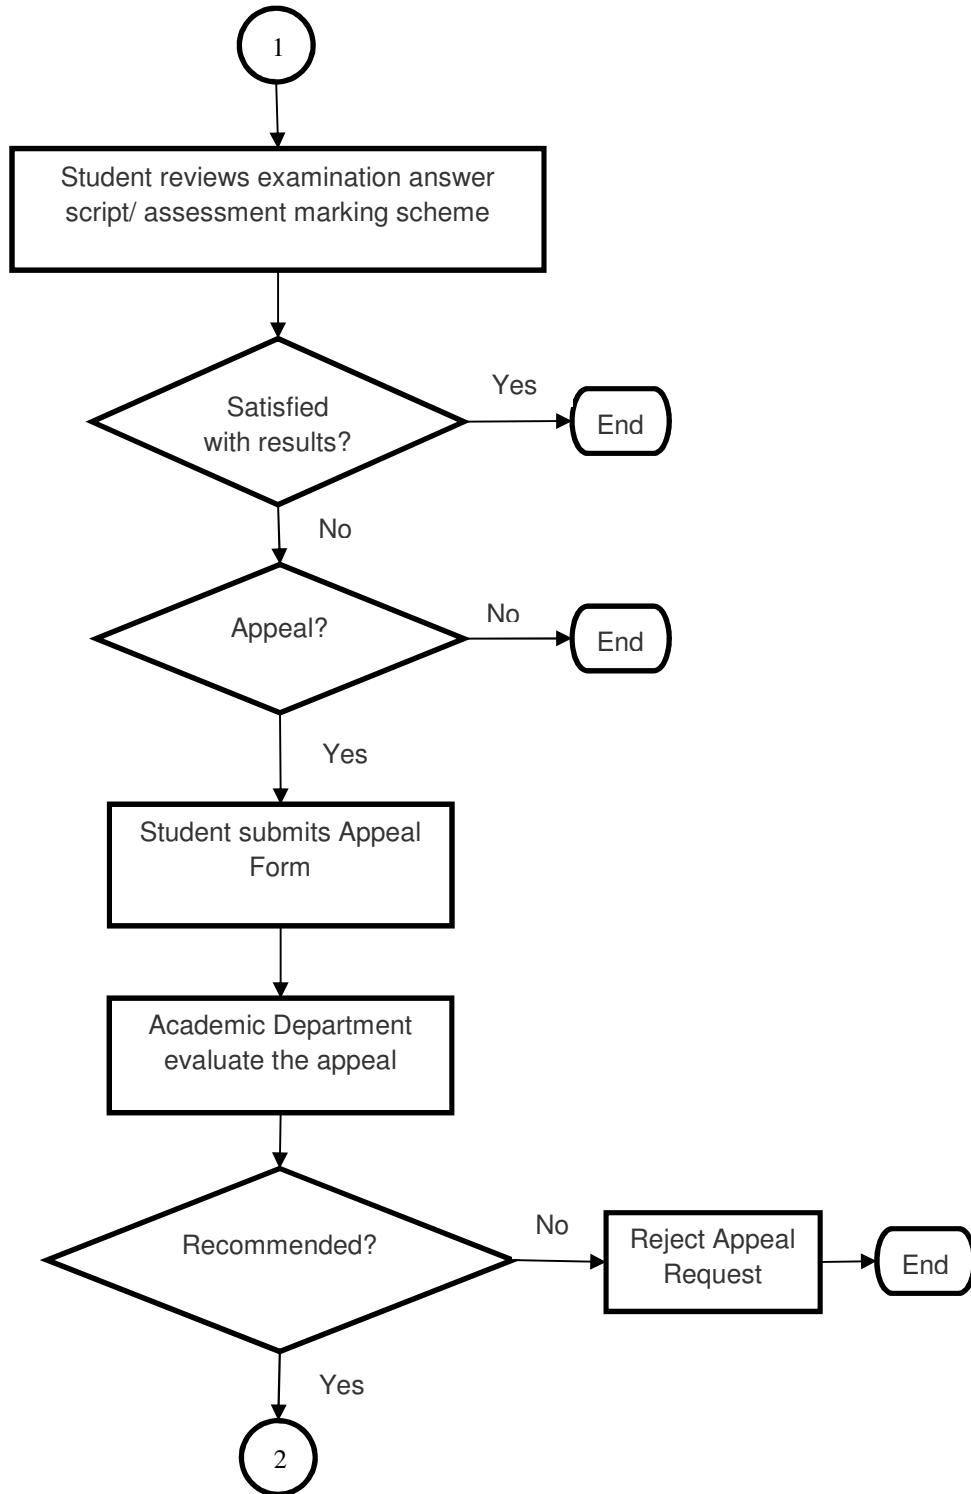 1
Student reviews examination answer
script/ assessment marking scheme
Satisfied
with results?
Yes
End
No
Appeal?
No
End
Yes
Student submits Appeal
Form
Academic Department
evaluate the appeal
Recommended?
No
Reject Appeal
Request
End
Yes
2